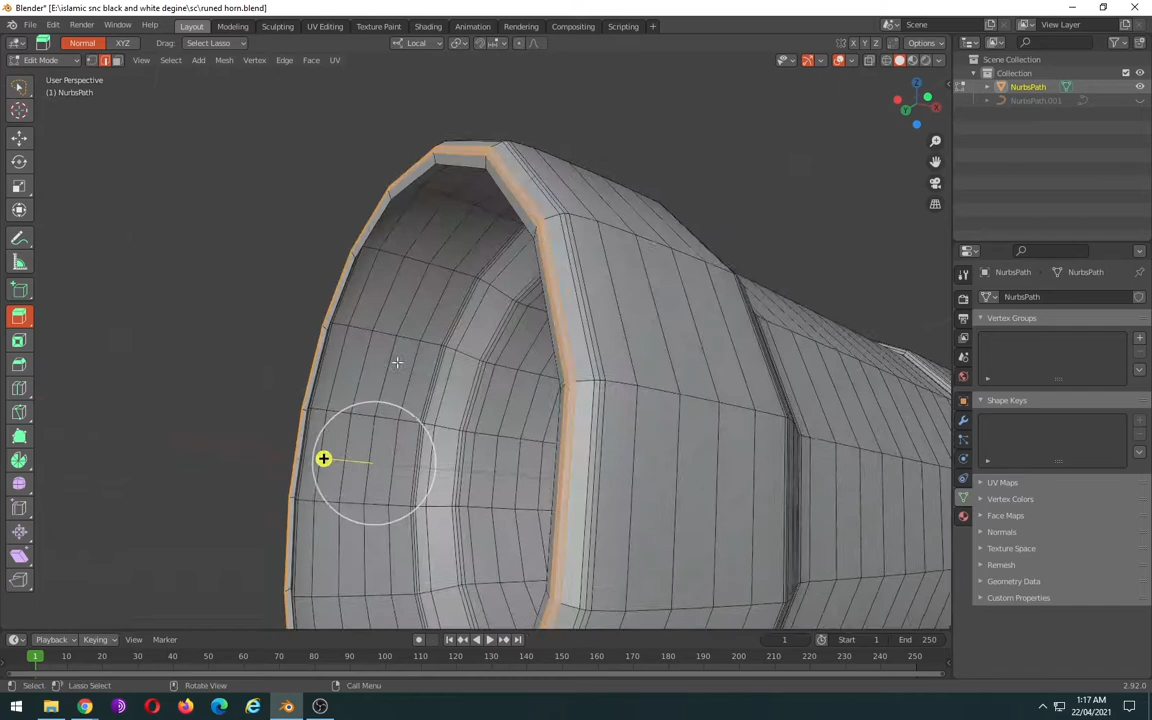 Blender* [E:\islamic snc black and white degine\sc\runed horn.blend]
File Edit Render Window Help Layout Modeling Sculpting UV Editing Texture Paint Shading Animation Rendering Compositing Scripting + Scene View Layer
Normal XYZ Drag: Select Lasso Local X Y Z Options
Edit Mode View Select Add Mesh Vertex Edge Face UV
User Perspective
(1) NurbsPath
Scene Collection
Collection
NurbsPath
NurbsPath.001
Z
X
Y
NurbsPath NurbsPath
NurbsPath
Vertex Groups
Shape Keys
UV Maps
Vertex Colors
Face Maps
Normals
Texture Space
Remesh
Geometry Data
Custom Properties
Playback Keying View Marker 1 Start 1 End 250
1 10 20 30 40 50 60 70 80 90 100 110 120 130 140 150 160 170 180 190 200 210 220 230 240 250
Select Lasso Select Rotate View Call Menu 2.92.0
1:17 AM
22/04/2021